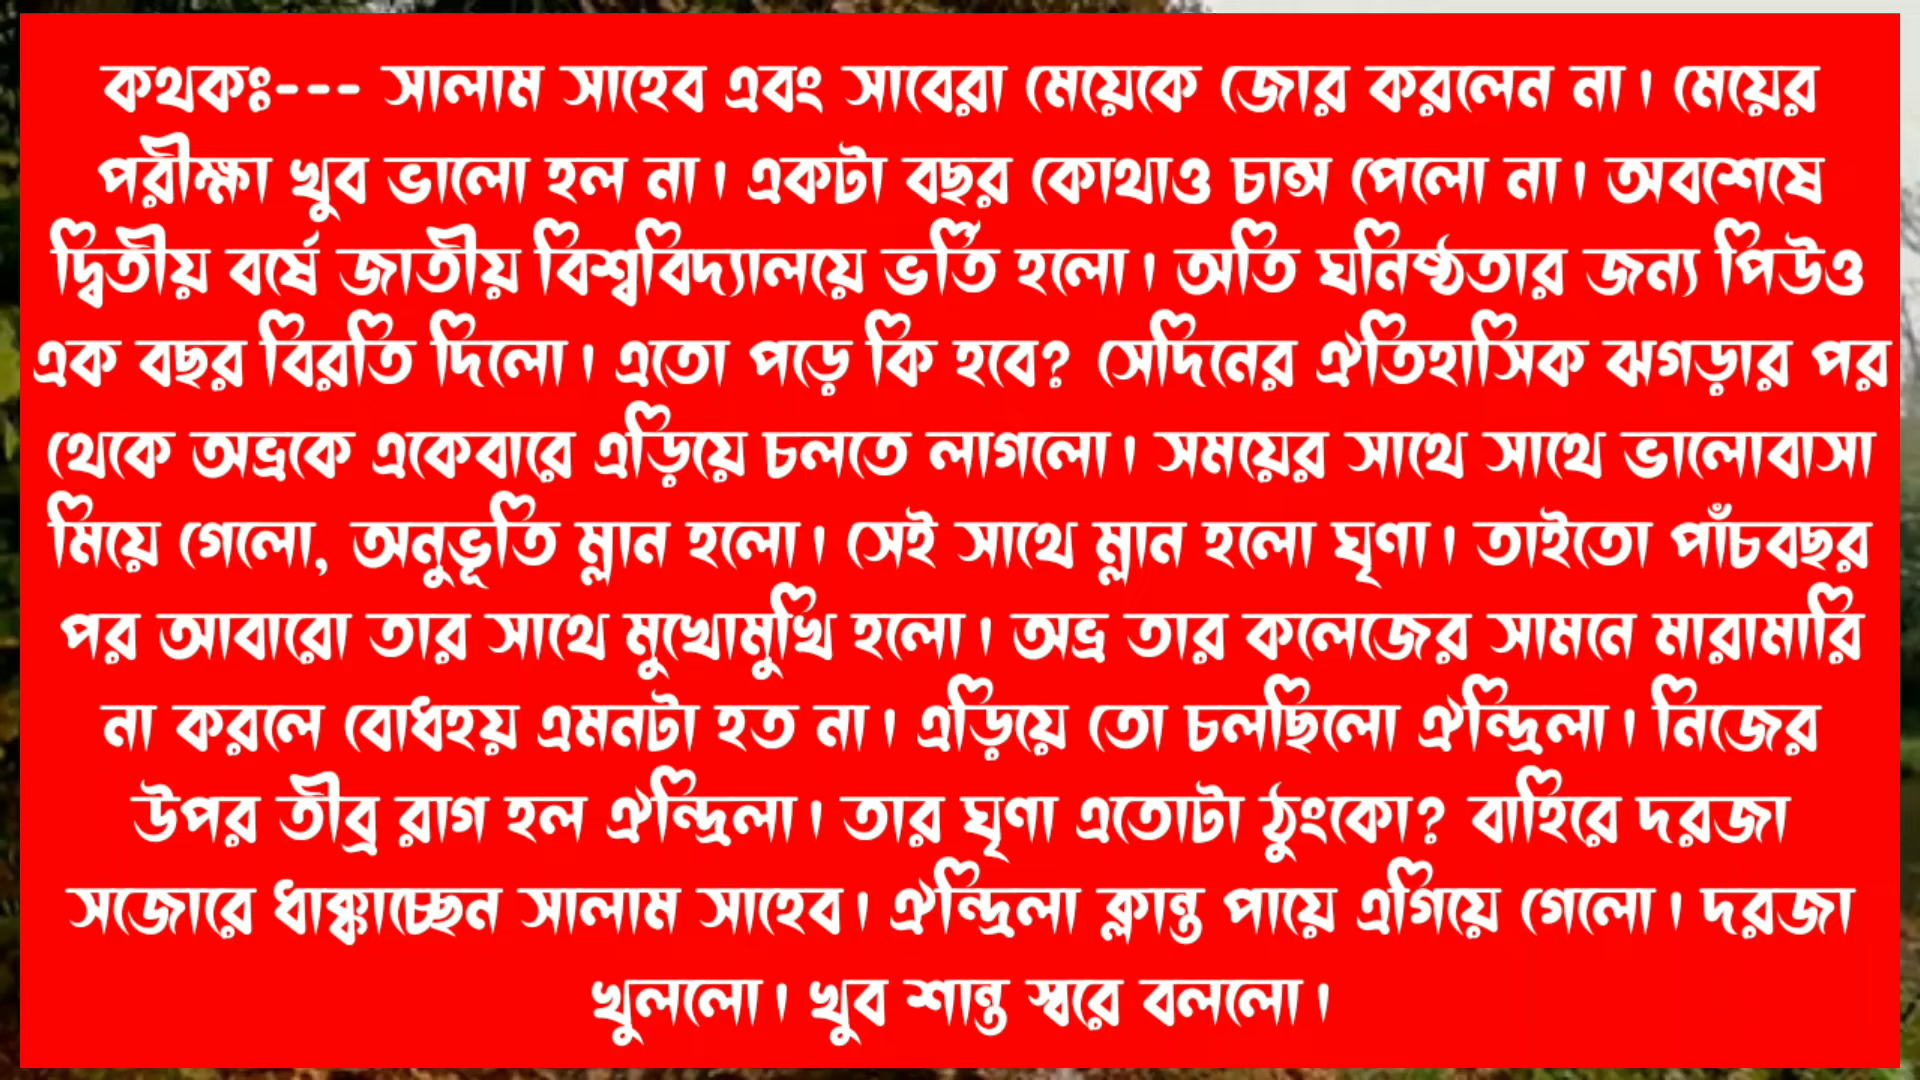 কথকঃ--- সালাম সাহেব এবং সাবেরা মেয়েকে জোর করলেন না। মেয়ের
পরীক্ষা খুব ভালো হল না। একটা বছর কোথাও চান্স পেলো না। অবশেষে
দ্বিতীয় বর্ষে জাতীয় বিশ্ববিদ্যালয়ে ভর্তি হলো। অতি ঘনিষ্ঠতার জন্য পিউও
এক বছর বিরতি দিলো। এতো পড়ে কি হবে? সেদিনের ঐতিহাসিক ঝগড়ার পর
থেকে অভ্রকে একেবারে এড়িয়ে চলতে লাগলো। সময়ের সাথে সাথে ভালোবাসা
মিয়ে গেলো, অনুভূতি ম্লান হলো। সেই সাথে ম্লান হলো ঘৃণা। তাইতো পাঁচবছর
পর আবারো তার সাথে মুখোমুখি হলো। অভ্র তার কলেজের সামনে মারামারি
না করলে বোধহয় এমনটা হত না। এড়িয়ে তো চলছিলো ঐন্দ্রিলা। নিজের
উপর তীব্র রাগ হল ঐন্দ্রিলা। তার ঘৃণা এতোটা ঠুংকো? বাহিরে দরজা
সজোরে ধাক্কাচ্ছেন সালাম সাহেব। ঐন্দ্রিলা ক্লান্ত পায়ে এগিয়ে গেলো। দরজা
খুললো। খুব শান্ত স্বরে বললো।